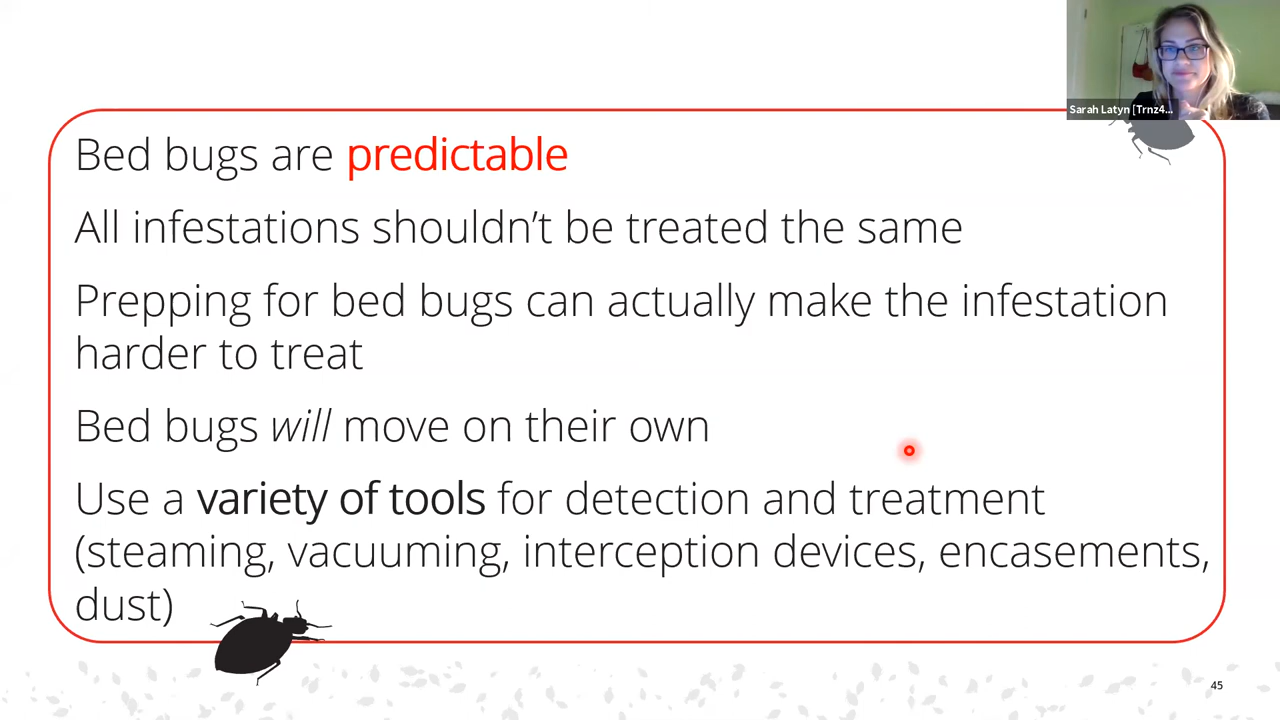 Sarah Latyn [Trnz4...
Bed bugs are predictable
All infestations shouldn’t be treated the same
Prepping for bed bugs can actually make the infestation
harder to treat
Bed bugs will move on their own
Use a variety of tools for detection and treatment
(steaming, vacuuming, interception devices, encasements,
dust)
45